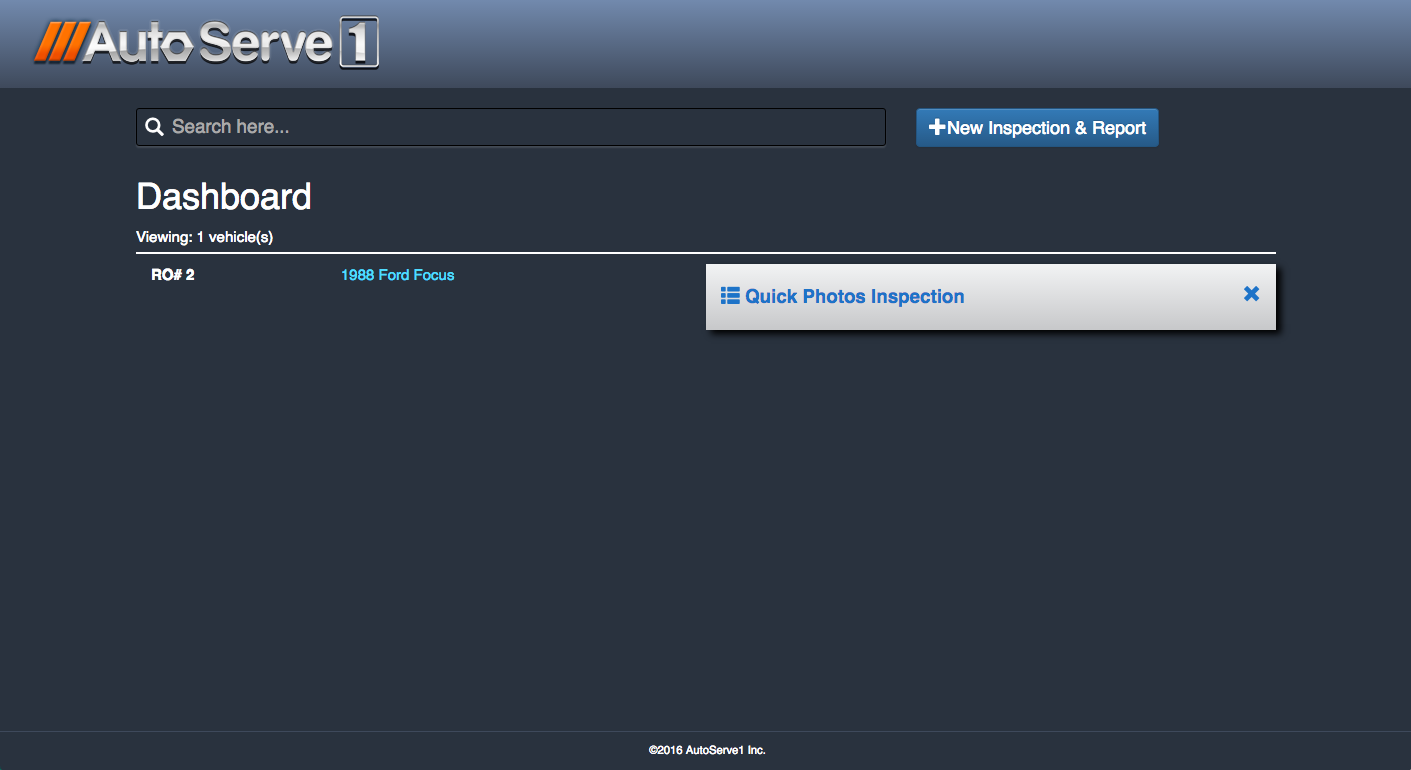 AutoServe1
Search here...
New Inspection & Report
Dashboard
Viewing: 1 vehicle(s)
RO# 2
1988 Ford Focus
Quick Photos Inspection
©2016 AutoServe1 Inc.